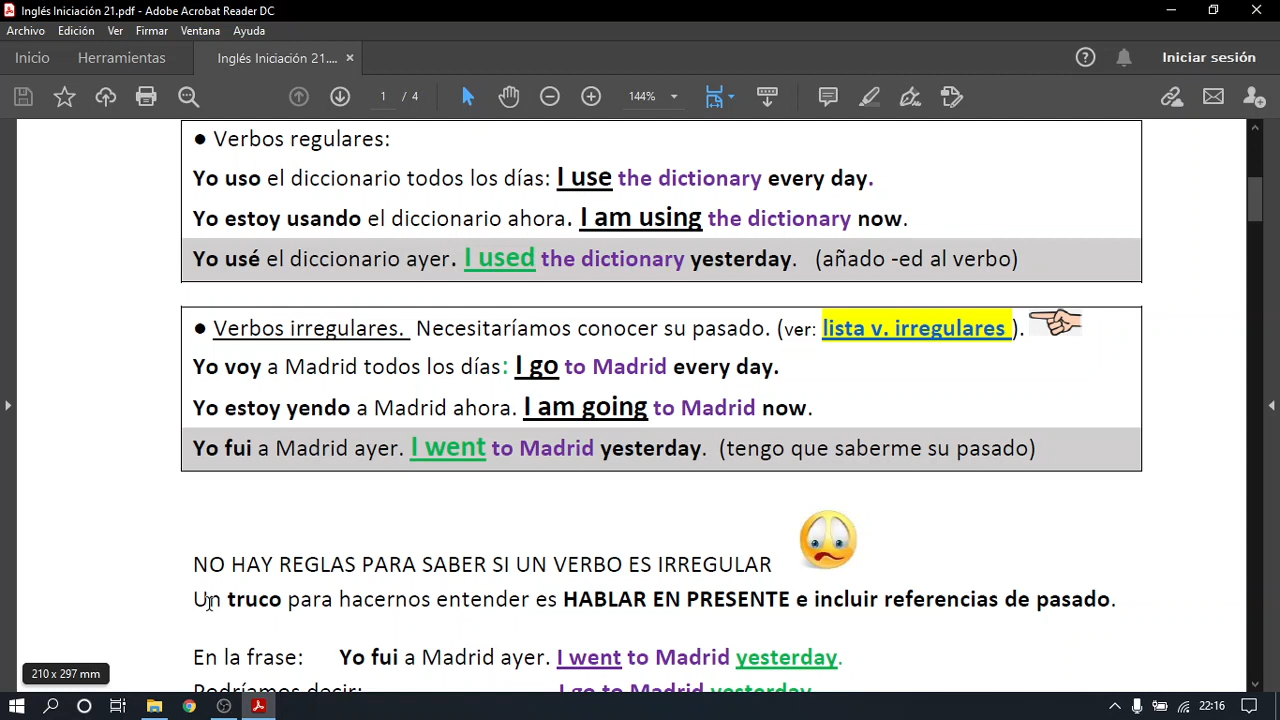 Inglés Iniciación 21.pdf - Adobe Acrobat Reader DC
Archivo Edición Ver Firmar Ventana Ayuda
Inicio Herramientas Inglés Iniciación 21.... × Iniciar sesión
1 / 4 144%
● Verbos regulares:
Yo uso el diccionario todos los días: I use the dictionary every day.
Yo estoy usando el diccionario ahora. I am using the dictionary now.
Yo usé el diccionario ayer. I used the dictionary yesterday. (añado -ed al verbo)
● Verbos irregulares. Necesitaríamos conocer su pasado. (ver: lista v. irregulares ).
Yo voy a Madrid todos los días: I go to Madrid every day.
Yo estoy yendo a Madrid ahora. I am going to Madrid now.
Yo fui a Madrid ayer. I went to Madrid yesterday. (tengo que saberme su pasado)
NO HAY REGLAS PARA SABER SI UN VERBO ES IRREGULAR
Un truco para hacernos entender es HABLAR EN PRESENTE e incluir referencias de pasado.
En la frase: Yo fui a Madrid ayer. I went to Madrid yesterday.
Podríamos decir: I go to Madrid yesterday
210 x 297 mm
22:16